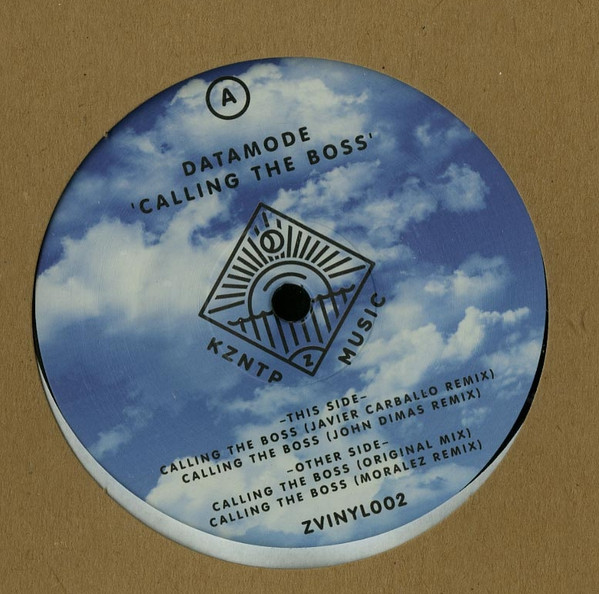 A
DATAMODE
'CALLING THE BOSS'
KZNTP
MUSIC
Z
–THIS SIDE–
CALLING THE BOSS (JAVIER CARBALLO REMIX)
CALLING THE BOSS (JOHN DIMAS REMIX)
–OTHER SIDE–
CALLING THE BOSS (ORIGINAL MIX)
CALLING THE BOSS (MORALEZ REMIX)
ZVINYL002